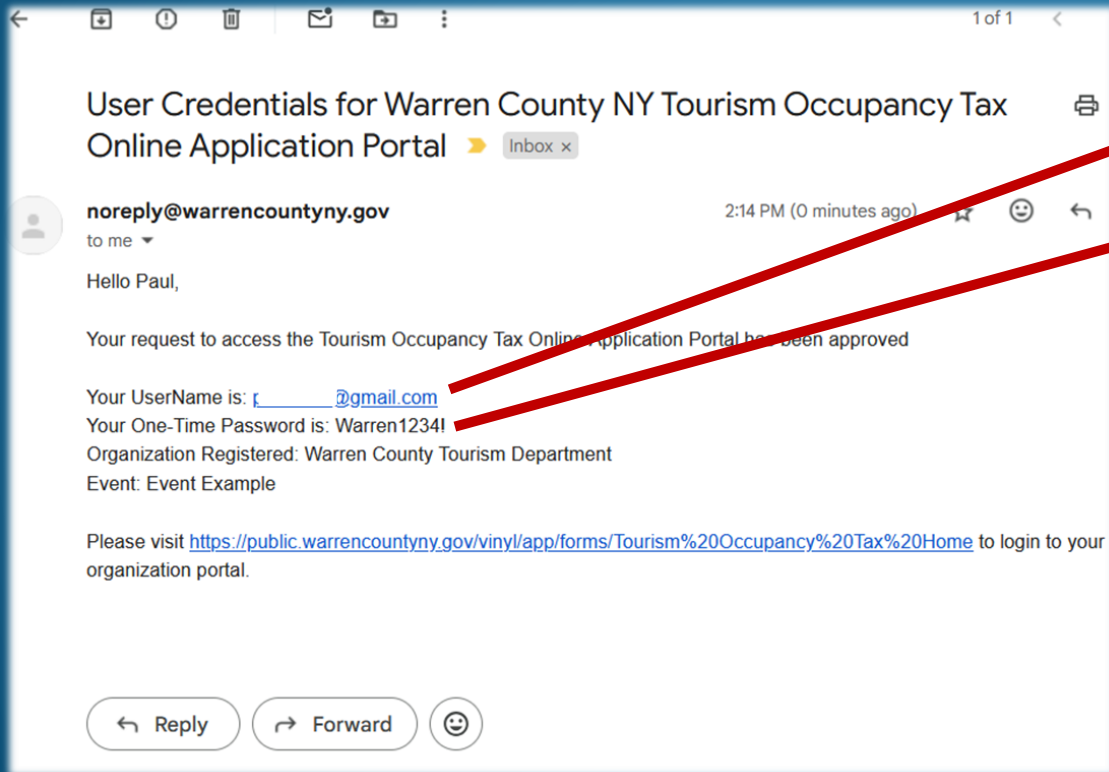 1 of 1
User Credentials for Warren County NY Tourism Occupancy Tax
Online Application Portal Inbox ×
noreply@warrencountyny.gov 2:14 PM (0 minutes ago)
to me
Hello Paul,
Your request to access the Tourism Occupancy Tax Online Application Portal has been approved
Your UserName is: @gmail.com
Your One-Time Password is: Warren1234!
Organization Registered: Warren County Tourism Department
Event: Event Example
Please visit https://public.warrencountyny.gov/vinyl/app/forms/Tourism%20Occupancy%20Tax%20Home to login to your
organization portal.
Reply Forward